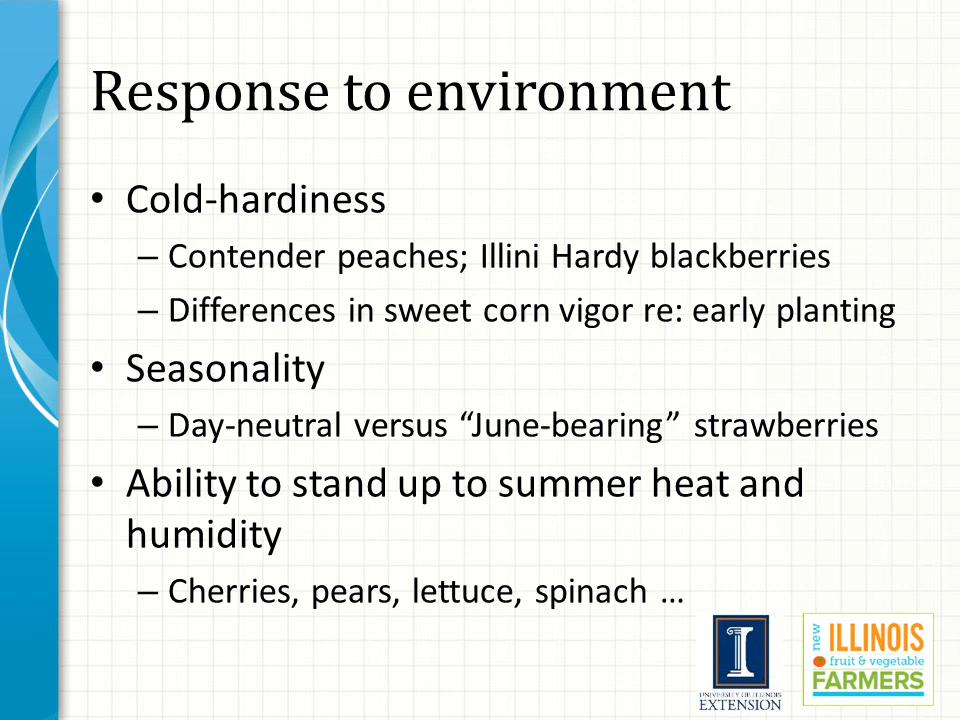 Response to environment
• Cold-hardiness
– Contender peaches; Illini Hardy blackberries
– Differences in sweet corn vigor re: early planting
• Seasonality
– Day-neutral versus “June-bearing” strawberries
• Ability to stand up to summer heat and
humidity
– Cherries, pears, lettuce, spinach …
I
UNIVERSITY OF ILLINOIS
EXTENSION
new
ILLINOIS
fruit & vegetable
FARMERS